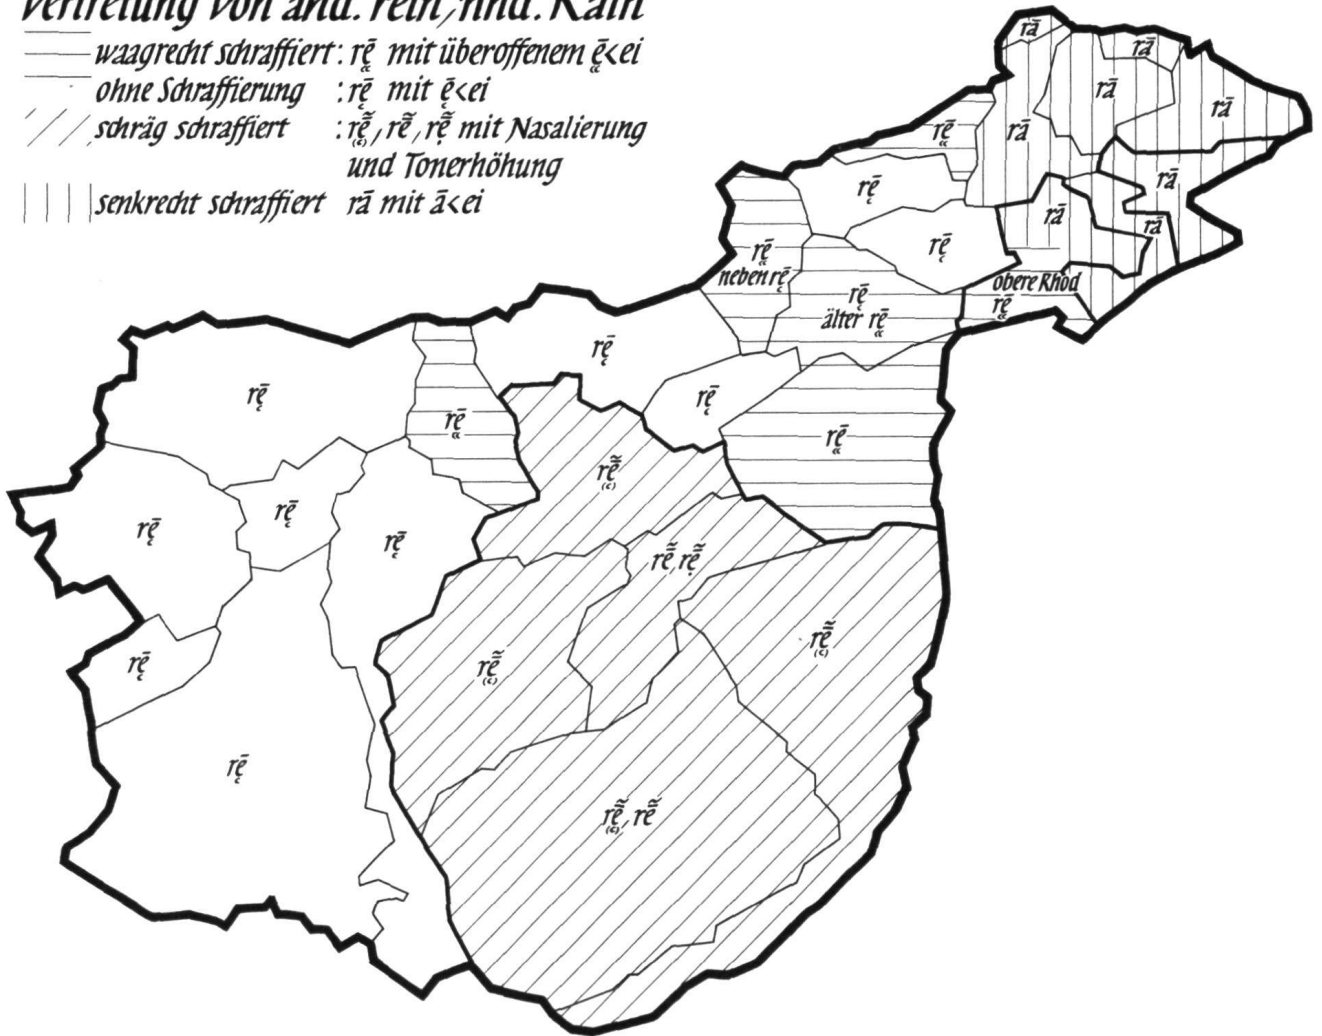 Vertretung von ahd. rein, nhd. Rain
waagrecht schraffiert: rę̈̄ mit überoffenem ę̈̄<ei
ohne Schraffierung : rę̄ mit ę̄<ei
schräg schraffiert : rę̄̃, rē̃, rẹ̄̃ mit Nasalierung
und Tonerhöhung
senkrecht schraffiert rā mit ā<ei
rā
rā
rā
rā
rā
rę̈̄
rā
rę̄
rā
rā
rę̄
rę̈̄
neben rę̄
obere Rhod
rę̈̄
rę̄
älter rę̈̄
rę̄
rę̄
rę̄
rę̈̄
rę̈̄
rę̄̃
rę̄
rę̄
rę̄
rē̃, rẹ̄̃
rę̄̃
rę̄
rę̄̃
rę̄
rę̄̃, rē̃